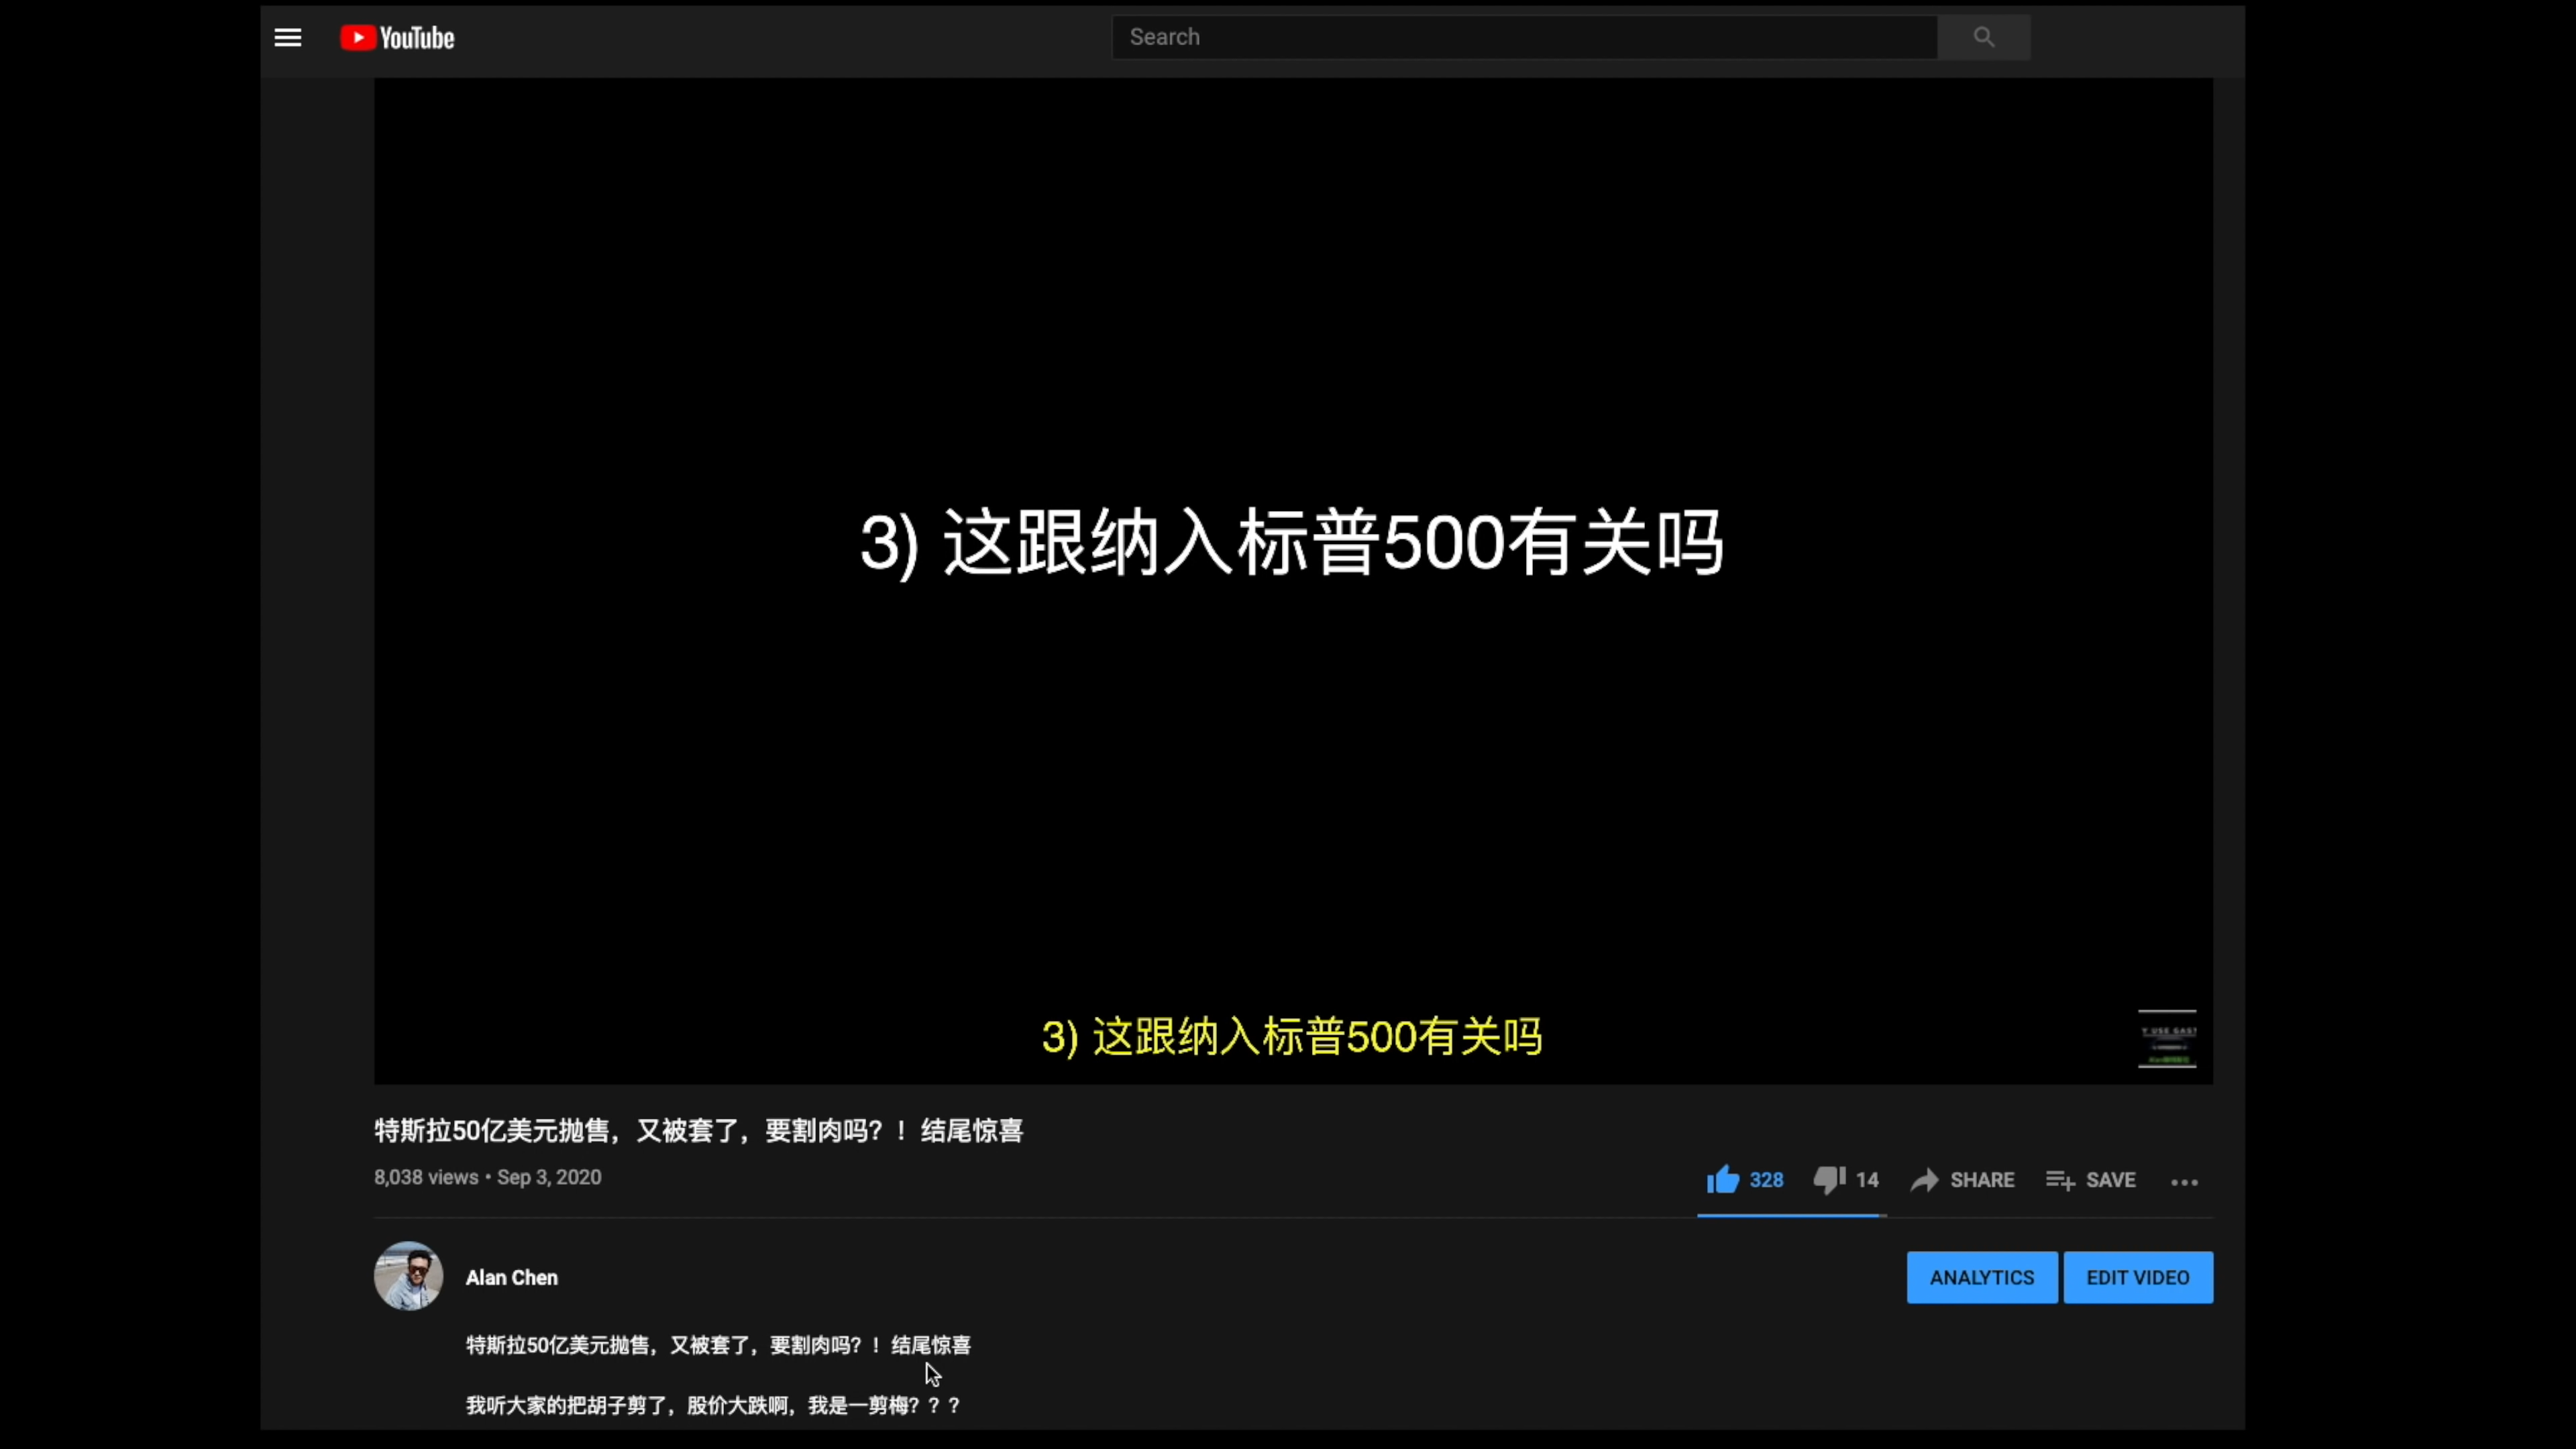 YouTube
Search
3) 这跟纳入标普500有关吗
3) 这跟纳入标普500有关吗
Y USE GAS?
特斯拉50亿美元抛售，又被套了，要割肉吗？！结尾惊喜
8,038 views • Sep 3, 2020
328
14
SHARE
SAVE
Alan Chen
ANALYTICS
EDIT VIDEO
特斯拉50亿美元抛售，又被套了，要割肉吗？！结尾惊喜
我听大家的把胡子剪了，股价大跌啊，我是一剪梅？？？